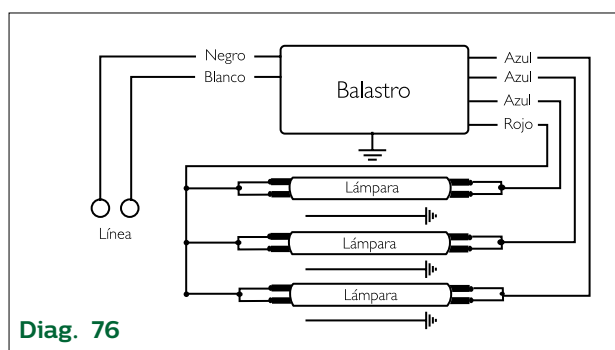 Negro
Blanco
Balastro
Azul
Azul
Azul
Rojo
Línea
Lámpara
Lámpara
Lámpara
Diag. 76